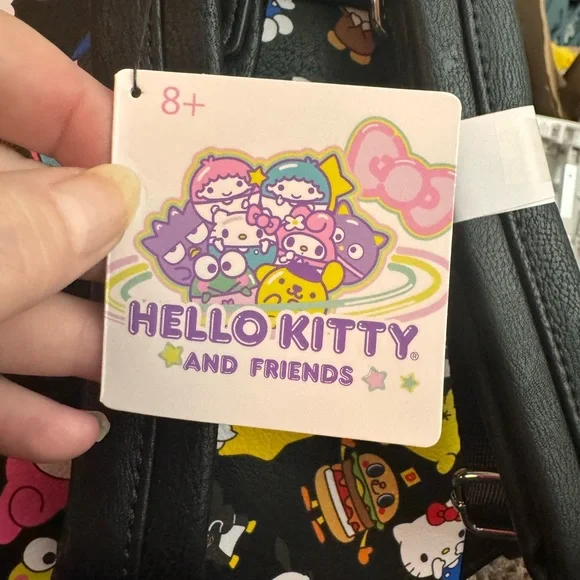 8+
HELLO KITTY®
AND FRIENDS